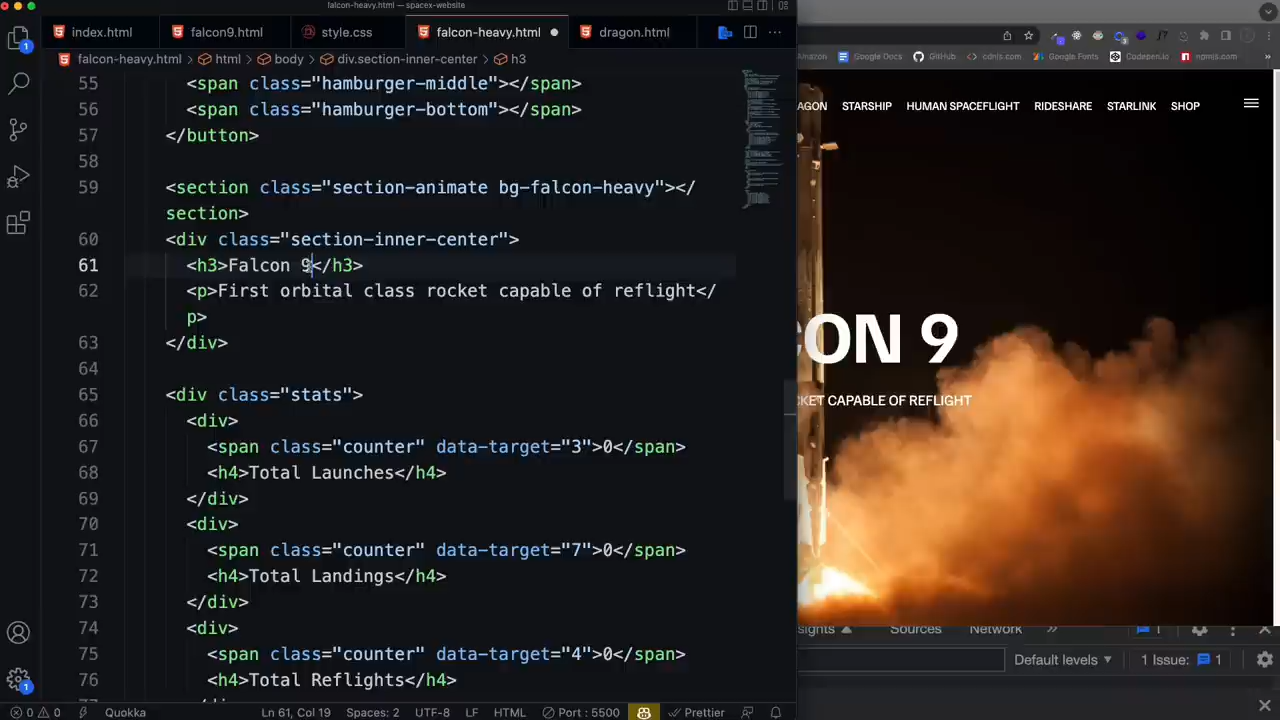 falcon-heavy.html — spacex-website
index.html falcon9.html style.css falcon-heavy.html dragon.html
falcon-heavy.html > html > body > div.section-inner-center > h3
55 <span class="hamburger-middle"></span>
56 <span class="hamburger-bottom"></span>
57 </button>
58
59 <section class="section-animate bg-falcon-heavy"></
section>
60 <div class="section-inner-center">
61 <h3>Falcon 9</h3>
62 <p>First orbital class rocket capable of reflight</
p>
63 </div>
64
65 <div class="stats">
66 <div>
67 <span class="counter" data-target="3">0</span>
68 <h4>Total Launches</h4>
69 </div>
70 <div>
71 <span class="counter" data-target="7">0</span>
72 <h4>Total Landings</h4>
73 </div>
74 <div>
75 <span class="counter" data-target="4">0</span>
76 <h4>Total Reflights</h4>
1
1
0 0 Quokka Ln 61, Col 19 Spaces: 2 UTF-8 LF HTML Port : 5500 Prettier
Amazon Google Docs GitHub cdnjs.com Google Fonts Codepen.io npmjs.com »
AGON STARSHIP HUMAN SPACEFLIGHT RIDESHARE STARLINK SHOP
CON 9
CKET CAPABLE OF REFLIGHT
sights Sources Network » 1
Default levels 1 Issue: 1